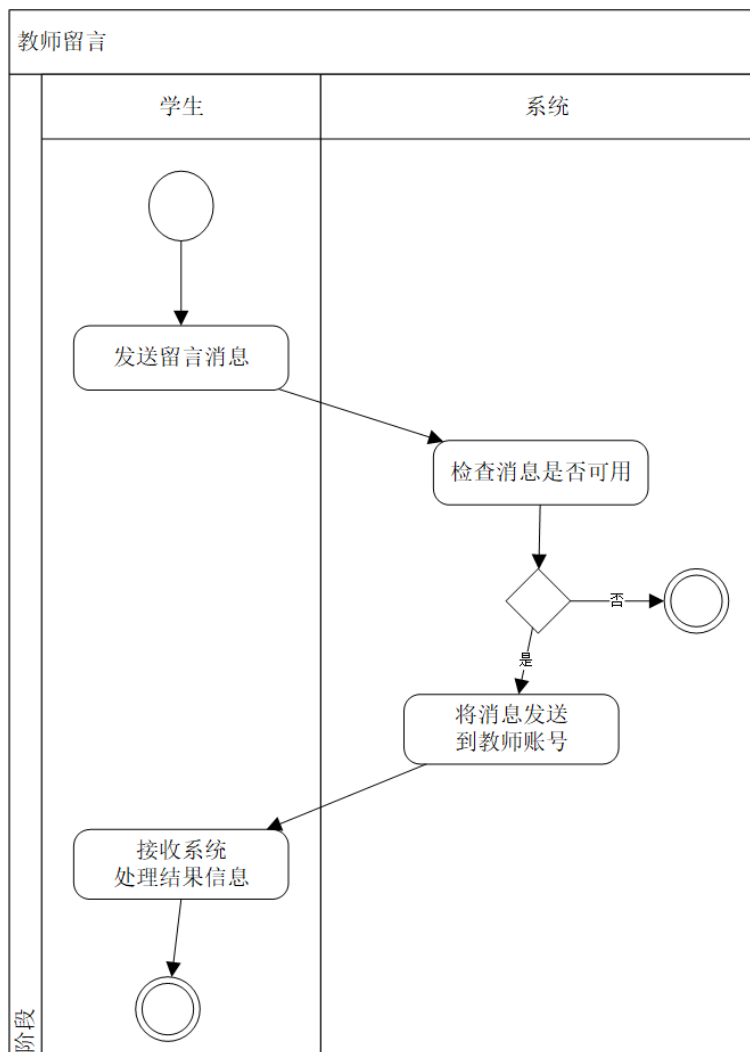 教师留言
学生
系统
发送留言消息
检查消息是否可用
否
是
将消息发送
到教师账号
接收系统
处理结果信息
阶段